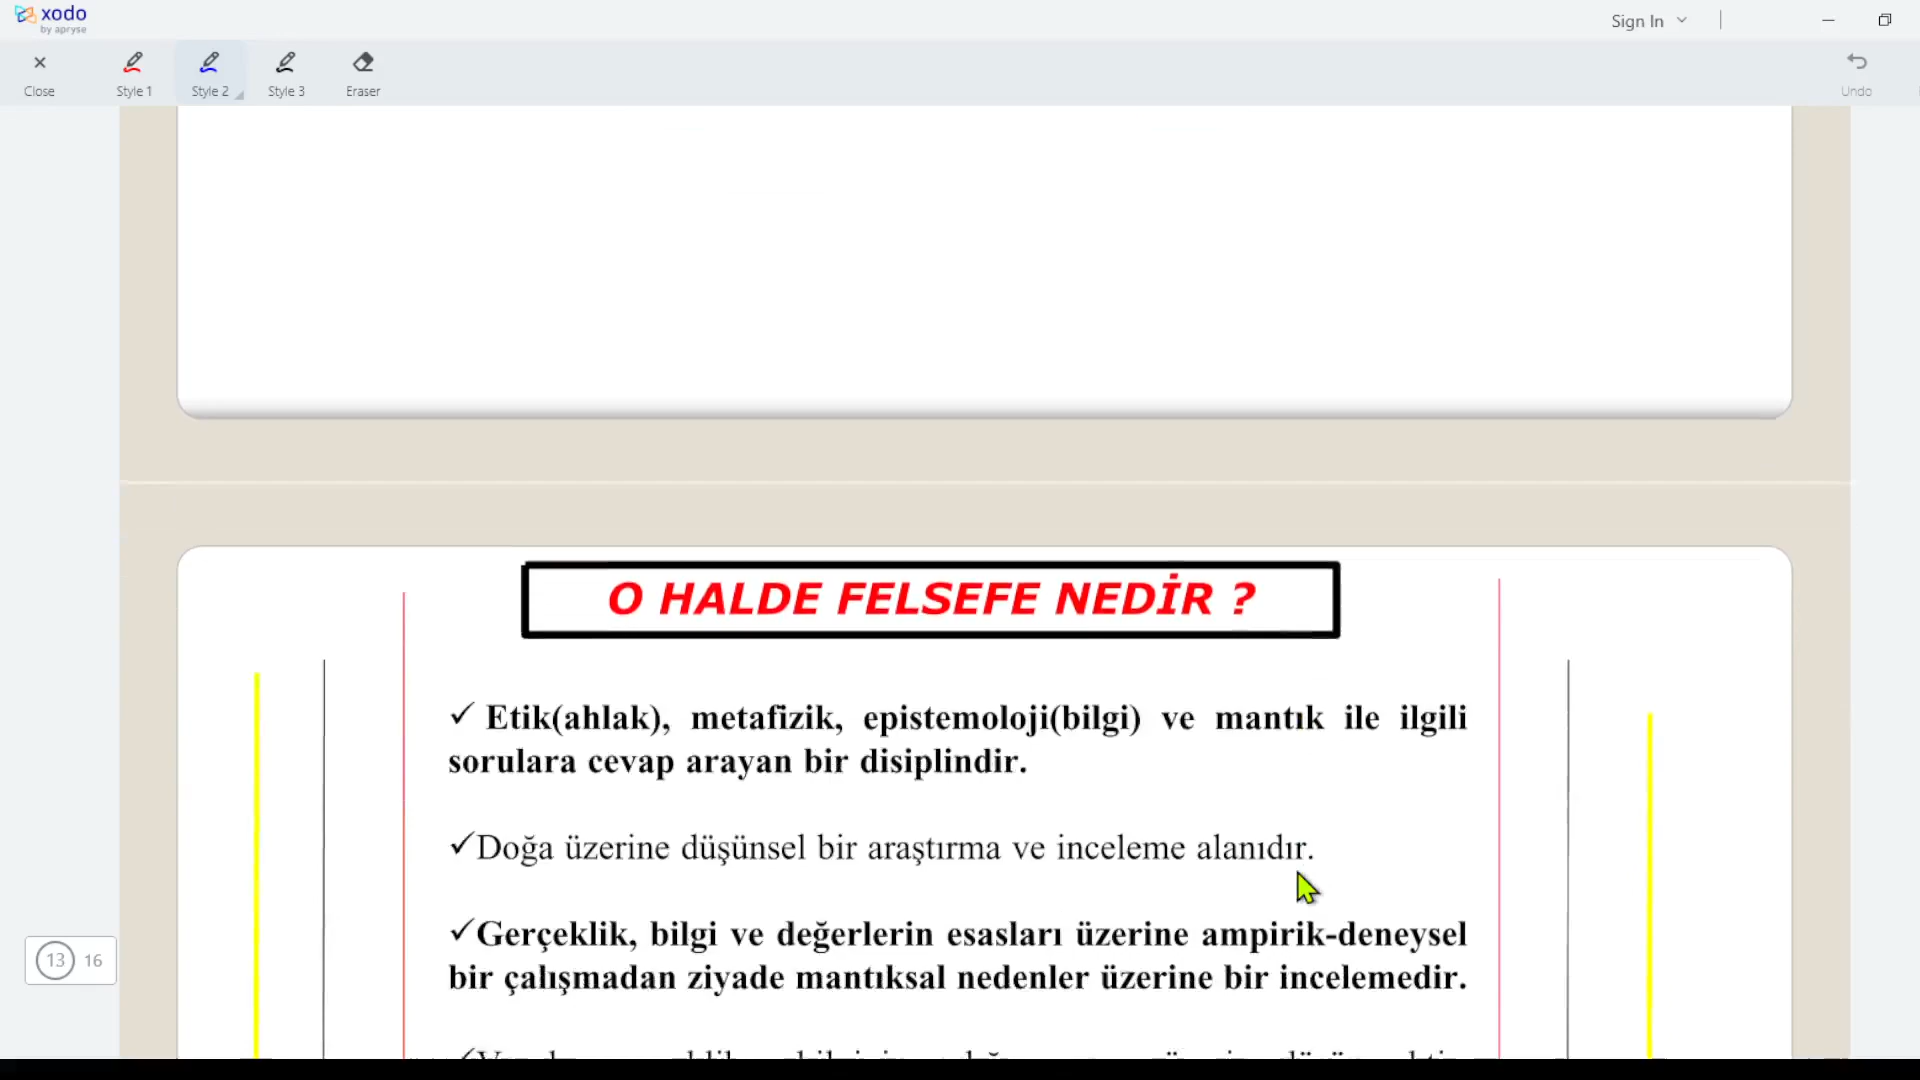 xodo
by apryse
Sign In
Close
Style 1
Style 2
Style 3
Eraser
Undo
O HALDE FELSEFE NEDİR ?
✓ Etik(ahlak), metafizik, epistemoloji(bilgi) ve mantık ile ilgili
sorulara cevap arayan bir disiplindir.
✓Doğa üzerine düşünsel bir araştırma ve inceleme alanıdır.
✓Gerçeklik, bilgi ve değerlerin esasları üzerine ampirik-deneysel
bir çalışmadan ziyade mantıksal nedenler üzerine bir incelemedir.
13 16